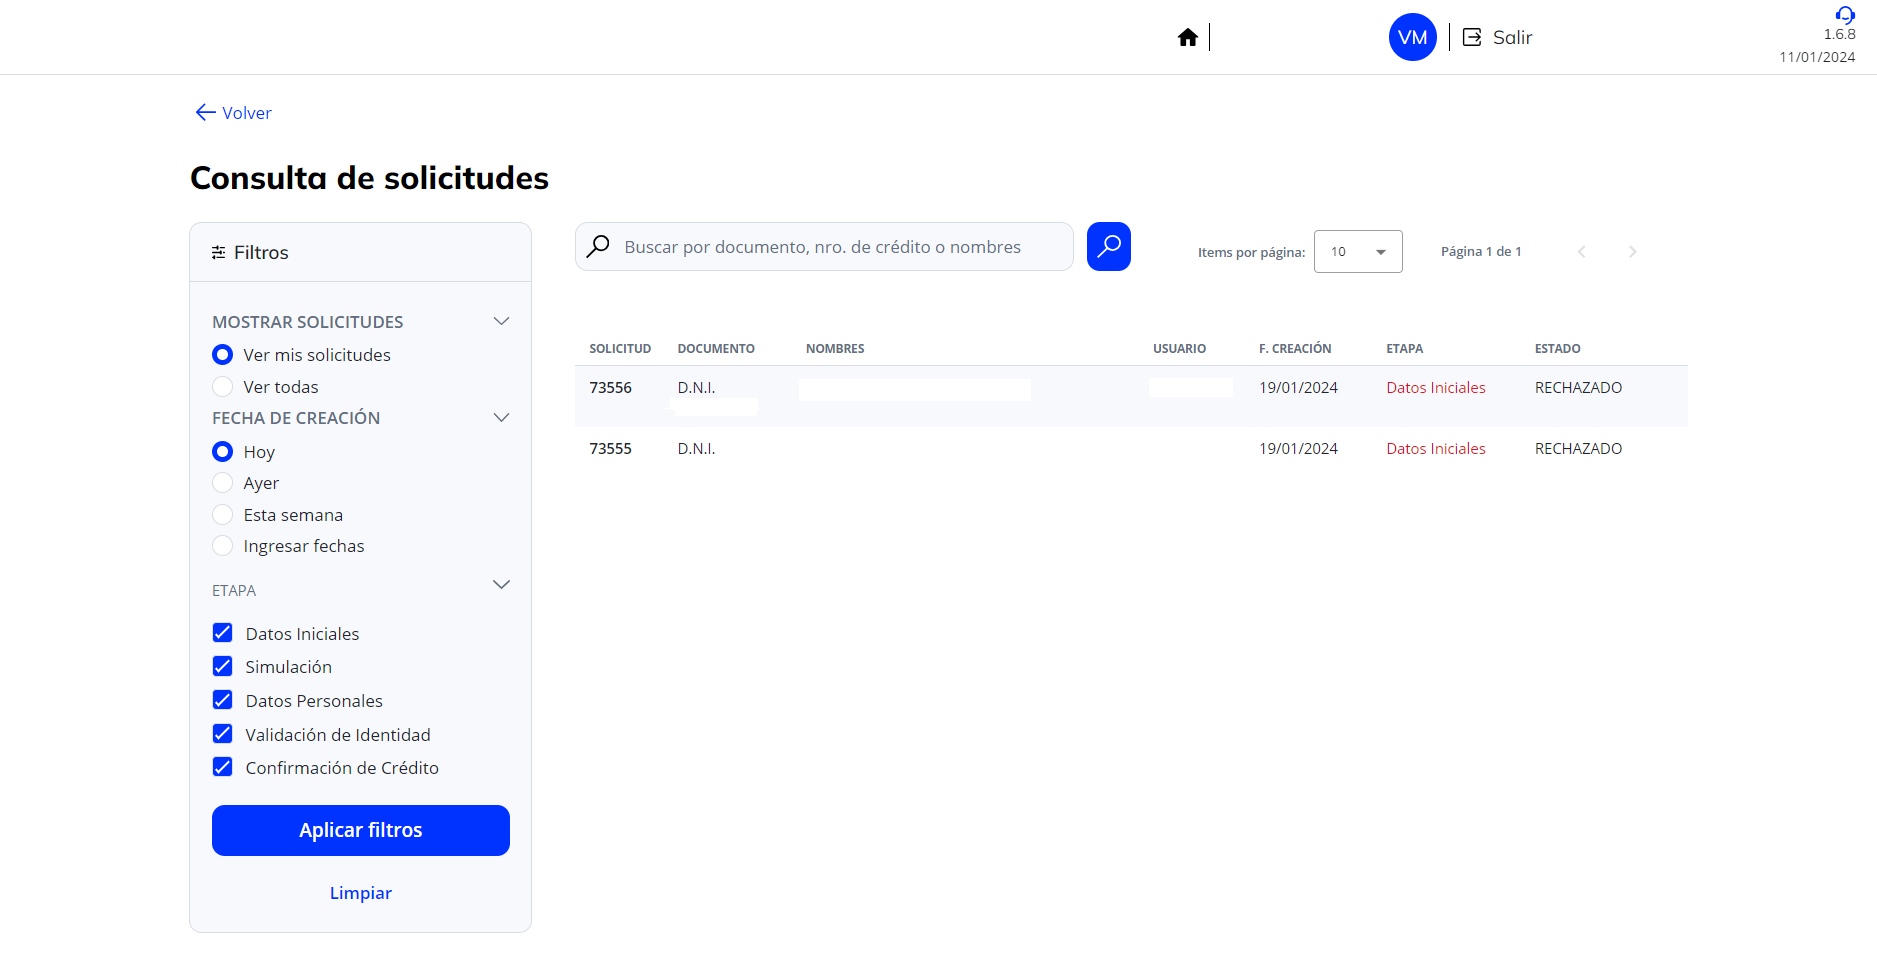 VM
Salir
1.6.8
11/01/2024
Volver
Consulta de solicitudes
Filtros
MOSTRAR SOLICITUDES
Ver mis solicitudes
Ver todas
FECHA DE CREACIÓN
Hoy
Ayer
Esta semana
Ingresar fechas
ETAPA
Datos Iniciales
Simulación
Datos Personales
Validación de Identidad
Confirmación de Crédito
Aplicar filtros
Limpiar
Buscar por documento, nro. de crédito o nombres
Items por página: 10 Página 1 de 1
SOLICITUD DOCUMENTO NOMBRES USUARIO F. CREACIÓN ETAPA ESTADO
73556 D.N.I. 19/01/2024 Datos Iniciales RECHAZADO
73555 D.N.I. 19/01/2024 Datos Iniciales RECHAZADO